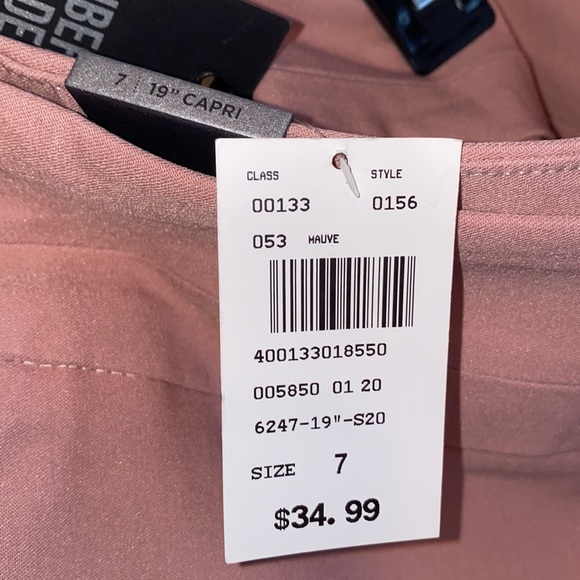 7 | 19" CAPRI
CLASS STYLE
00133 0156
053 MAUVE
400133018550
005850 01 20
6247-19"-S20
SIZE 7
$34.99